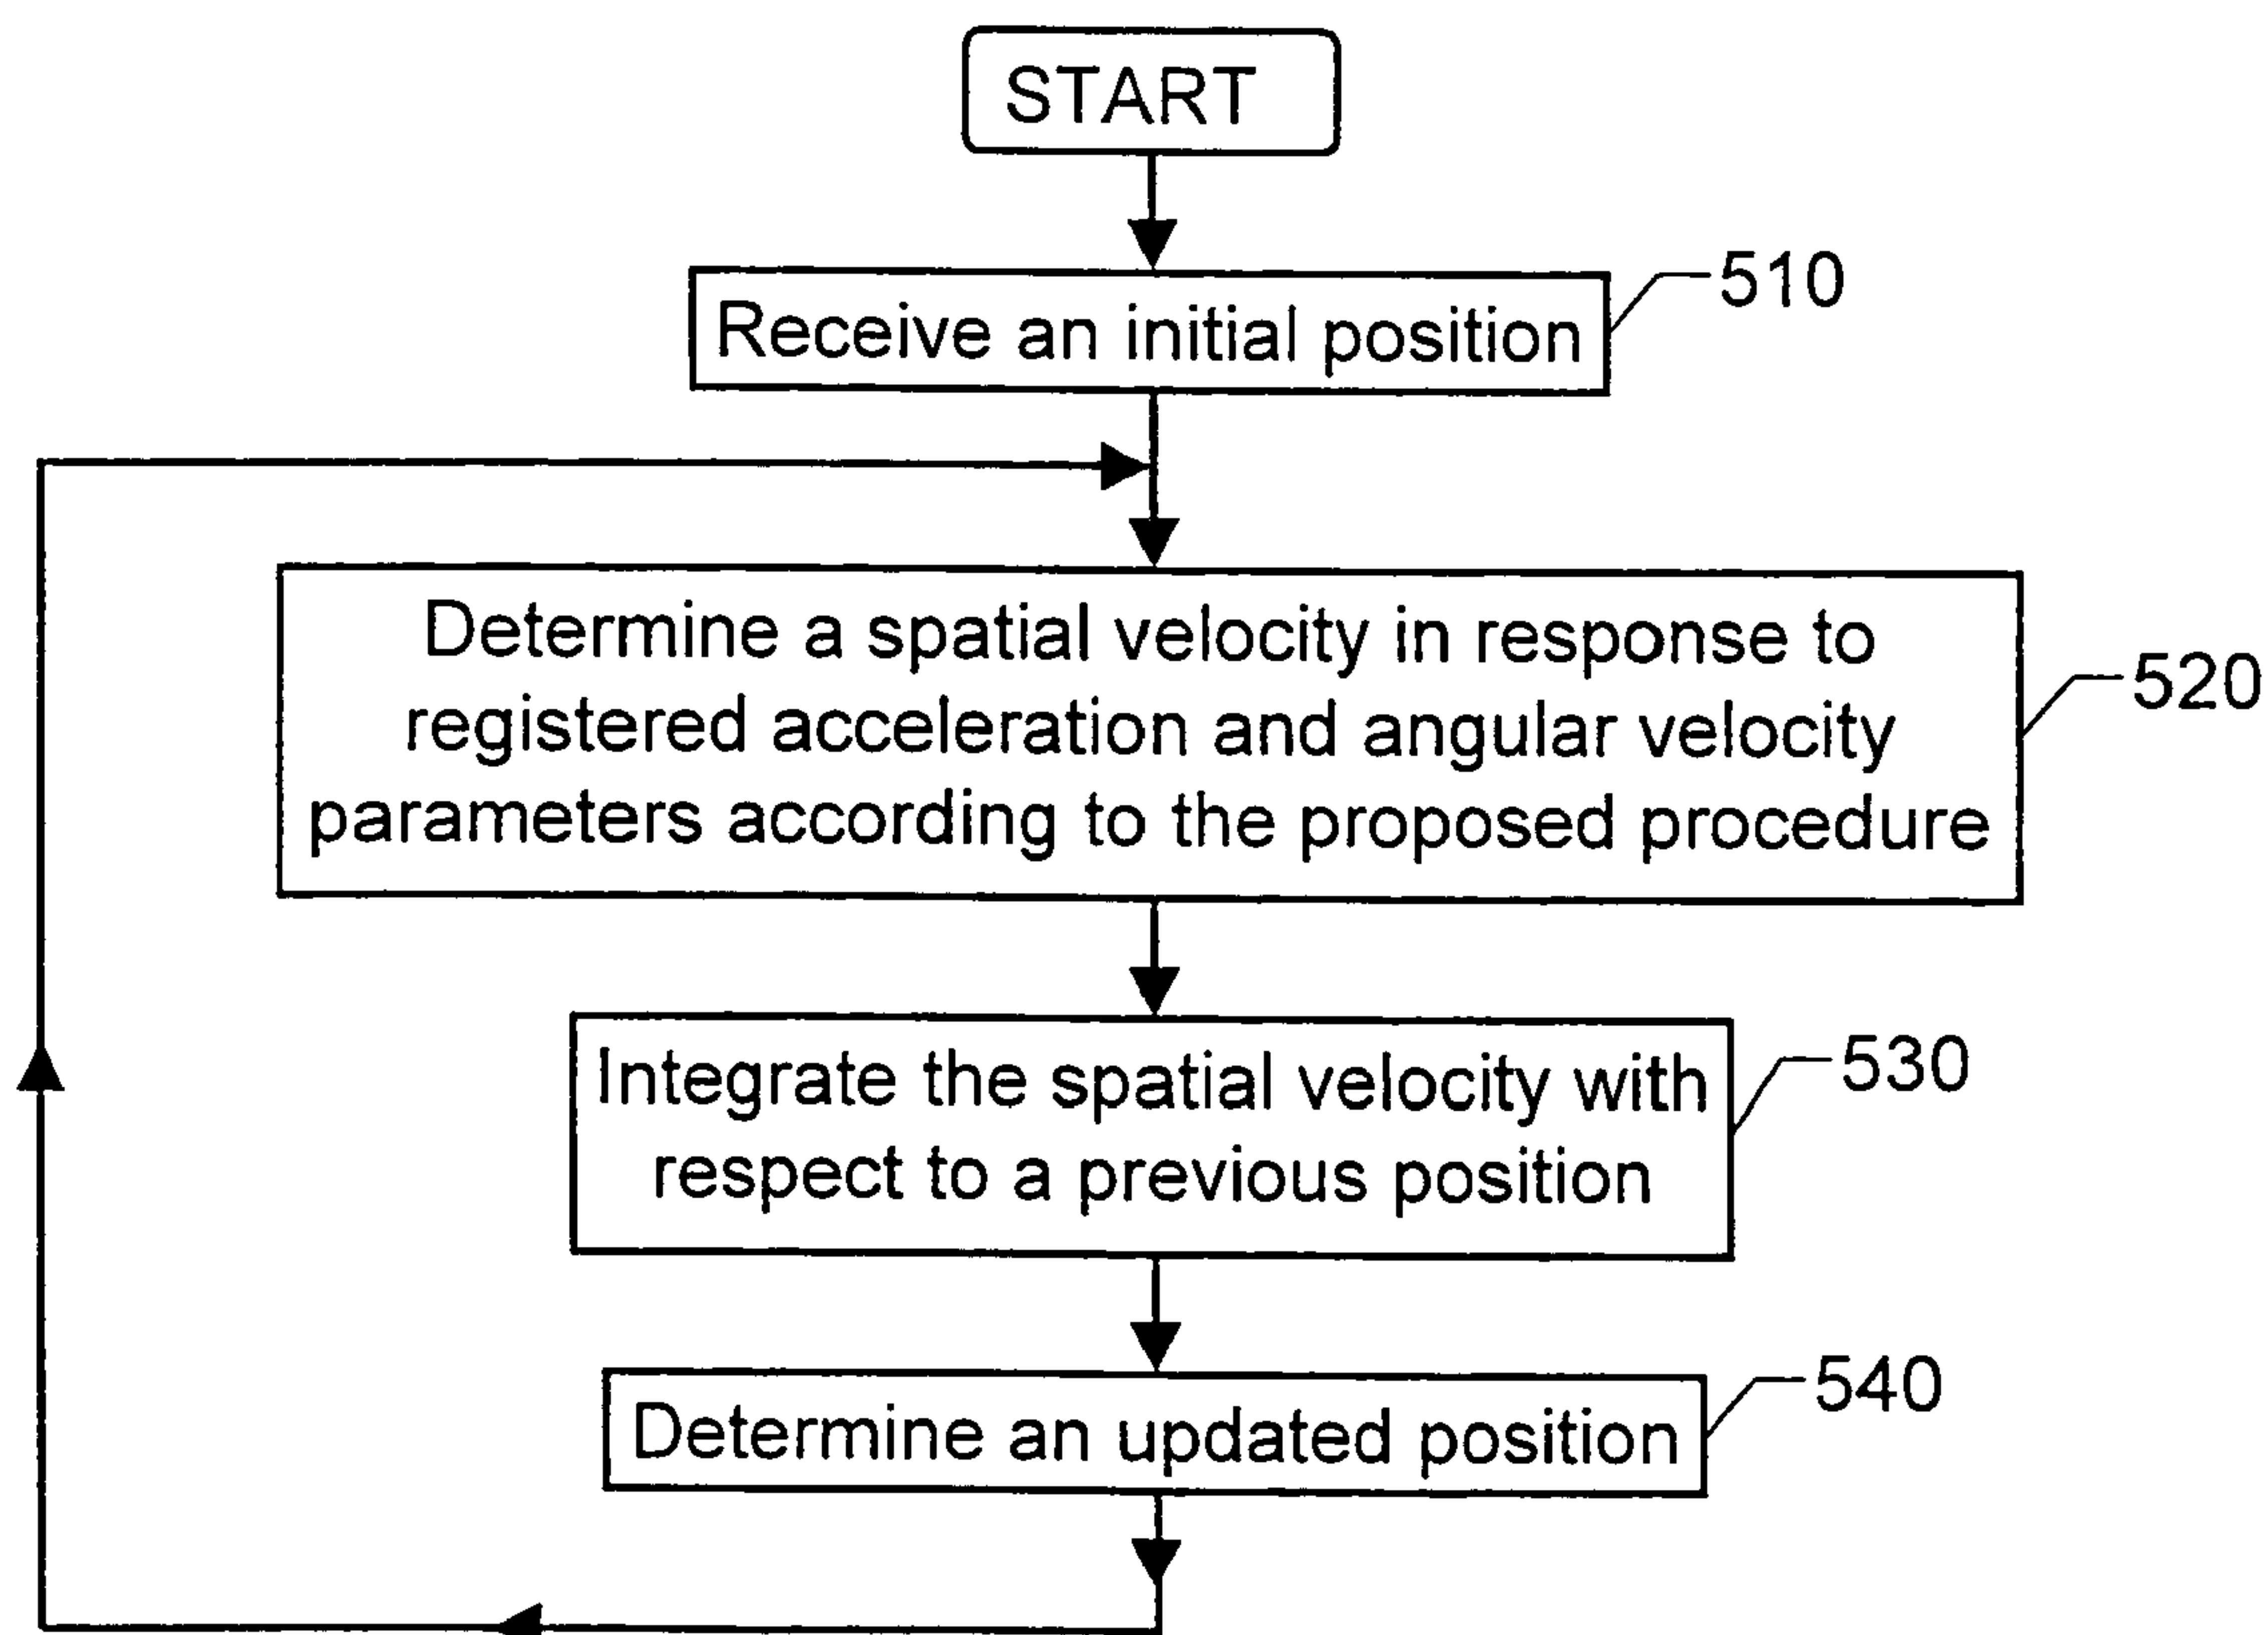 START
Receive an initial position
510
Determine a spatial velocity in response to
registered acceleration and angular velocity
parameters according to the proposed procedure
520
Integrate the spatial velocity with
respect to a previous position
530
Determine an updated position
540